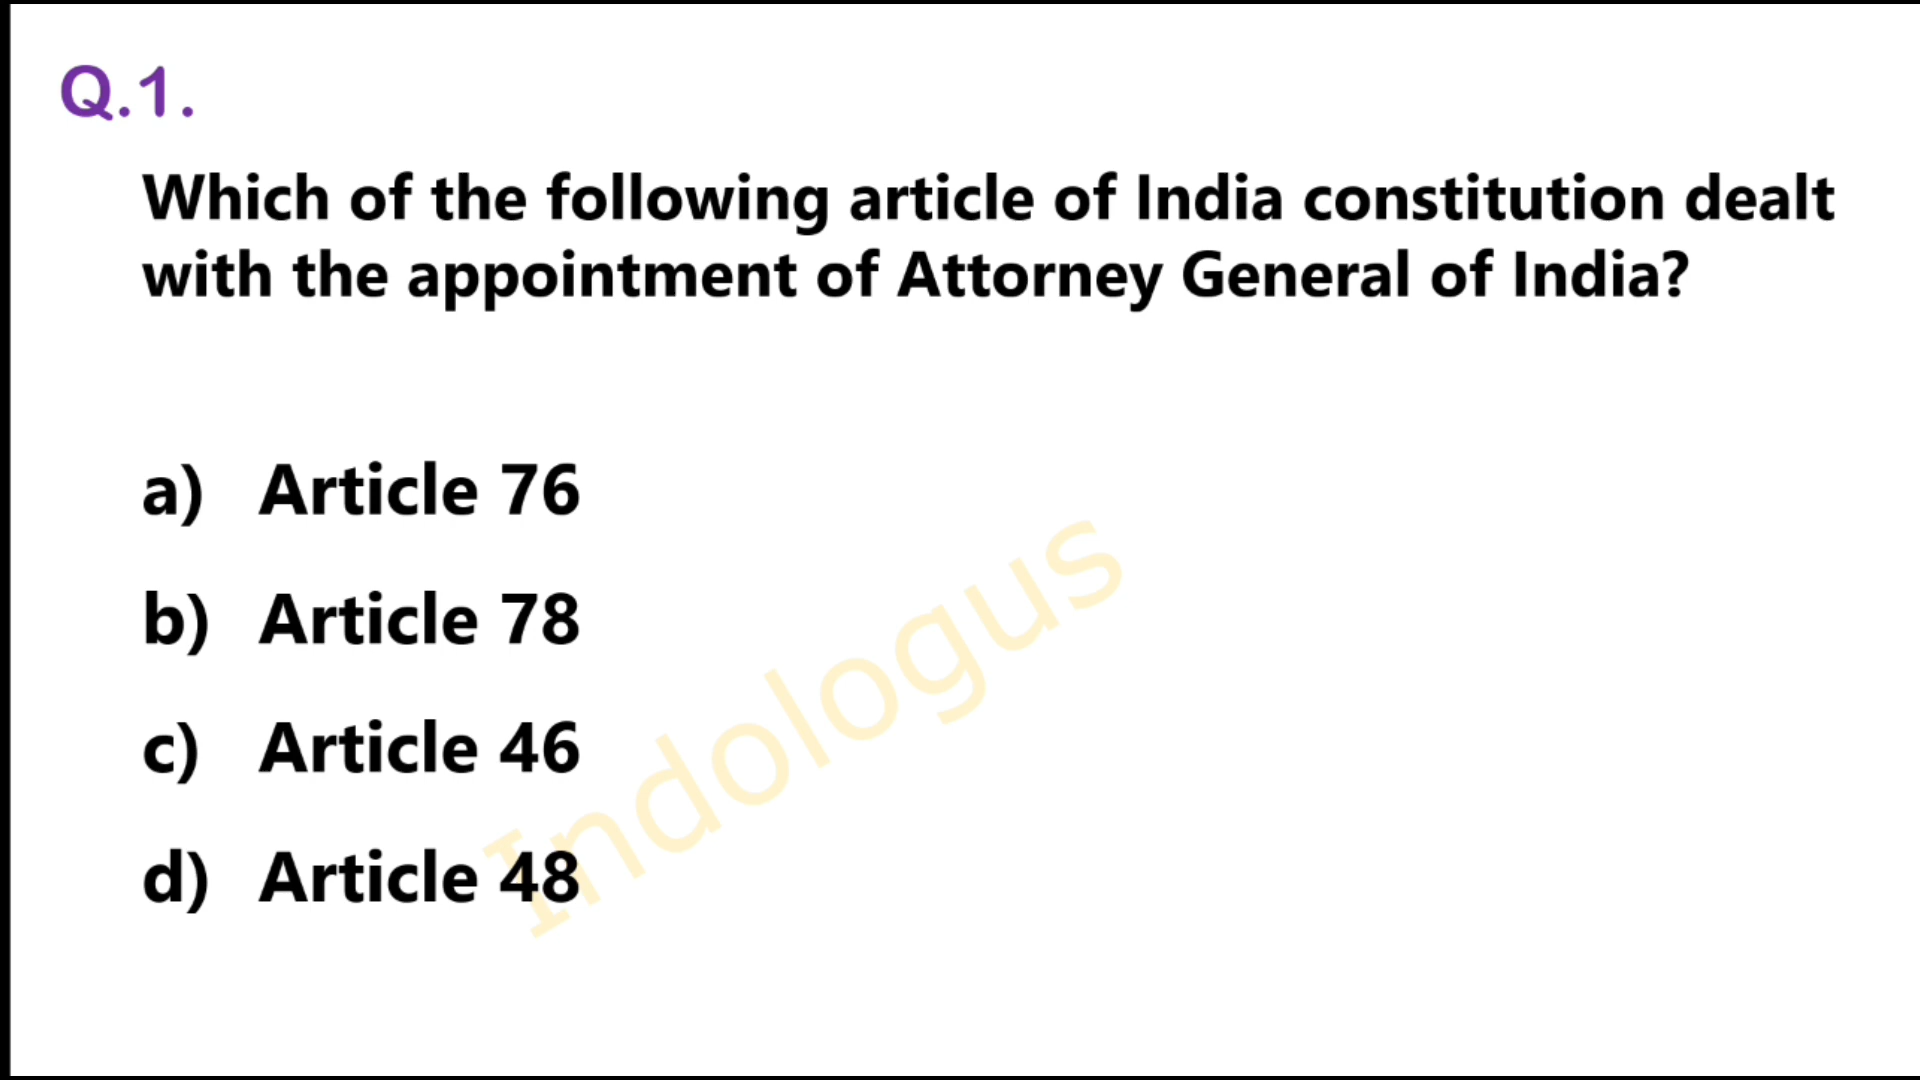 Q.1.
Which of the following article of India constitution dealt
with the appointment of Attorney General of India?
a) Article 76
b) Article 78
c) Article 46
d) Article 48
Indologus